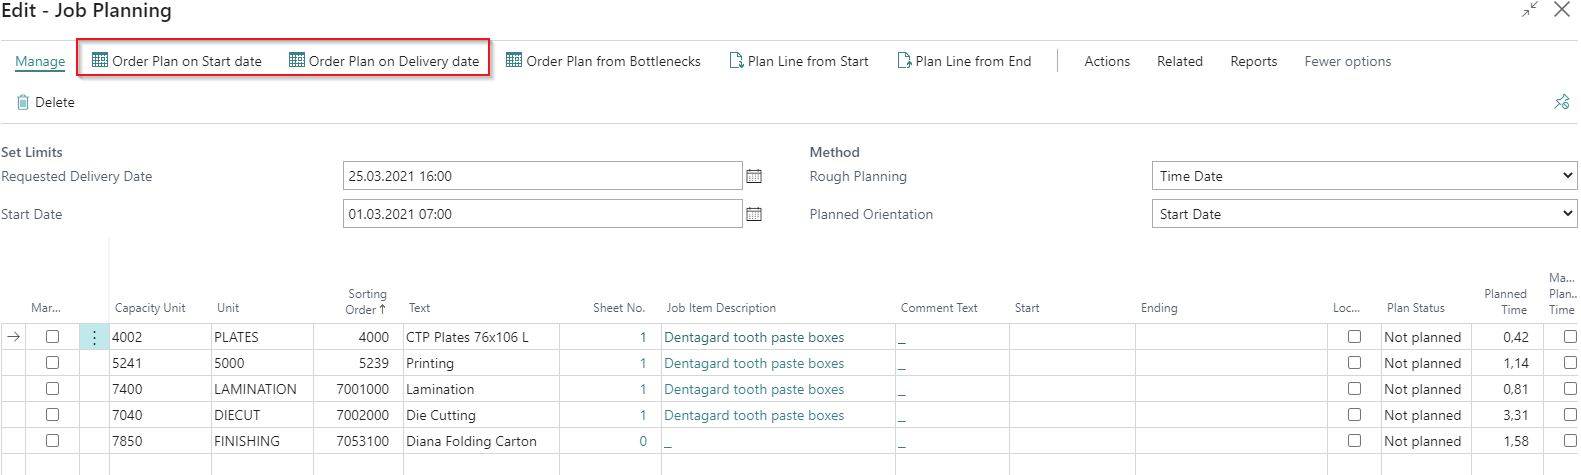 Edit - Job Planning
Manage Order Plan on Start date Order Plan on Delivery date Order Plan from Bottlenecks Plan Line from Start Plan Line from End Actions Related Reports Fewer options
Delete
Set Limits Method
Requested Delivery Date 25.03.2021 16:00 Rough Planning Time Date
Start Date 01.03.2021 07:00 Planned Orientation Start Date
Mar... Capacity Unit Unit Sorting Order ↑ Text Sheet No. Job Item Description Comment Text Start Ending Loc... Plan Status Planned Time Ma... Plan... Time
4002 PLATES 4000 CTP Plates 76x106 L 1 Dentagard tooth paste boxes _ Not planned 0,42
5241 5000 5239 Printing 1 Dentagard tooth paste boxes _ Not planned 1,14
7400 LAMINATION 7001000 Lamination 1 Dentagard tooth paste boxes _ Not planned 0,81
7040 DIECUT 7002000 Die Cutting 1 Dentagard tooth paste boxes _ Not planned 3,31
7850 FINISHING 7053100 Diana Folding Carton 0 _ _ Not planned 1,58